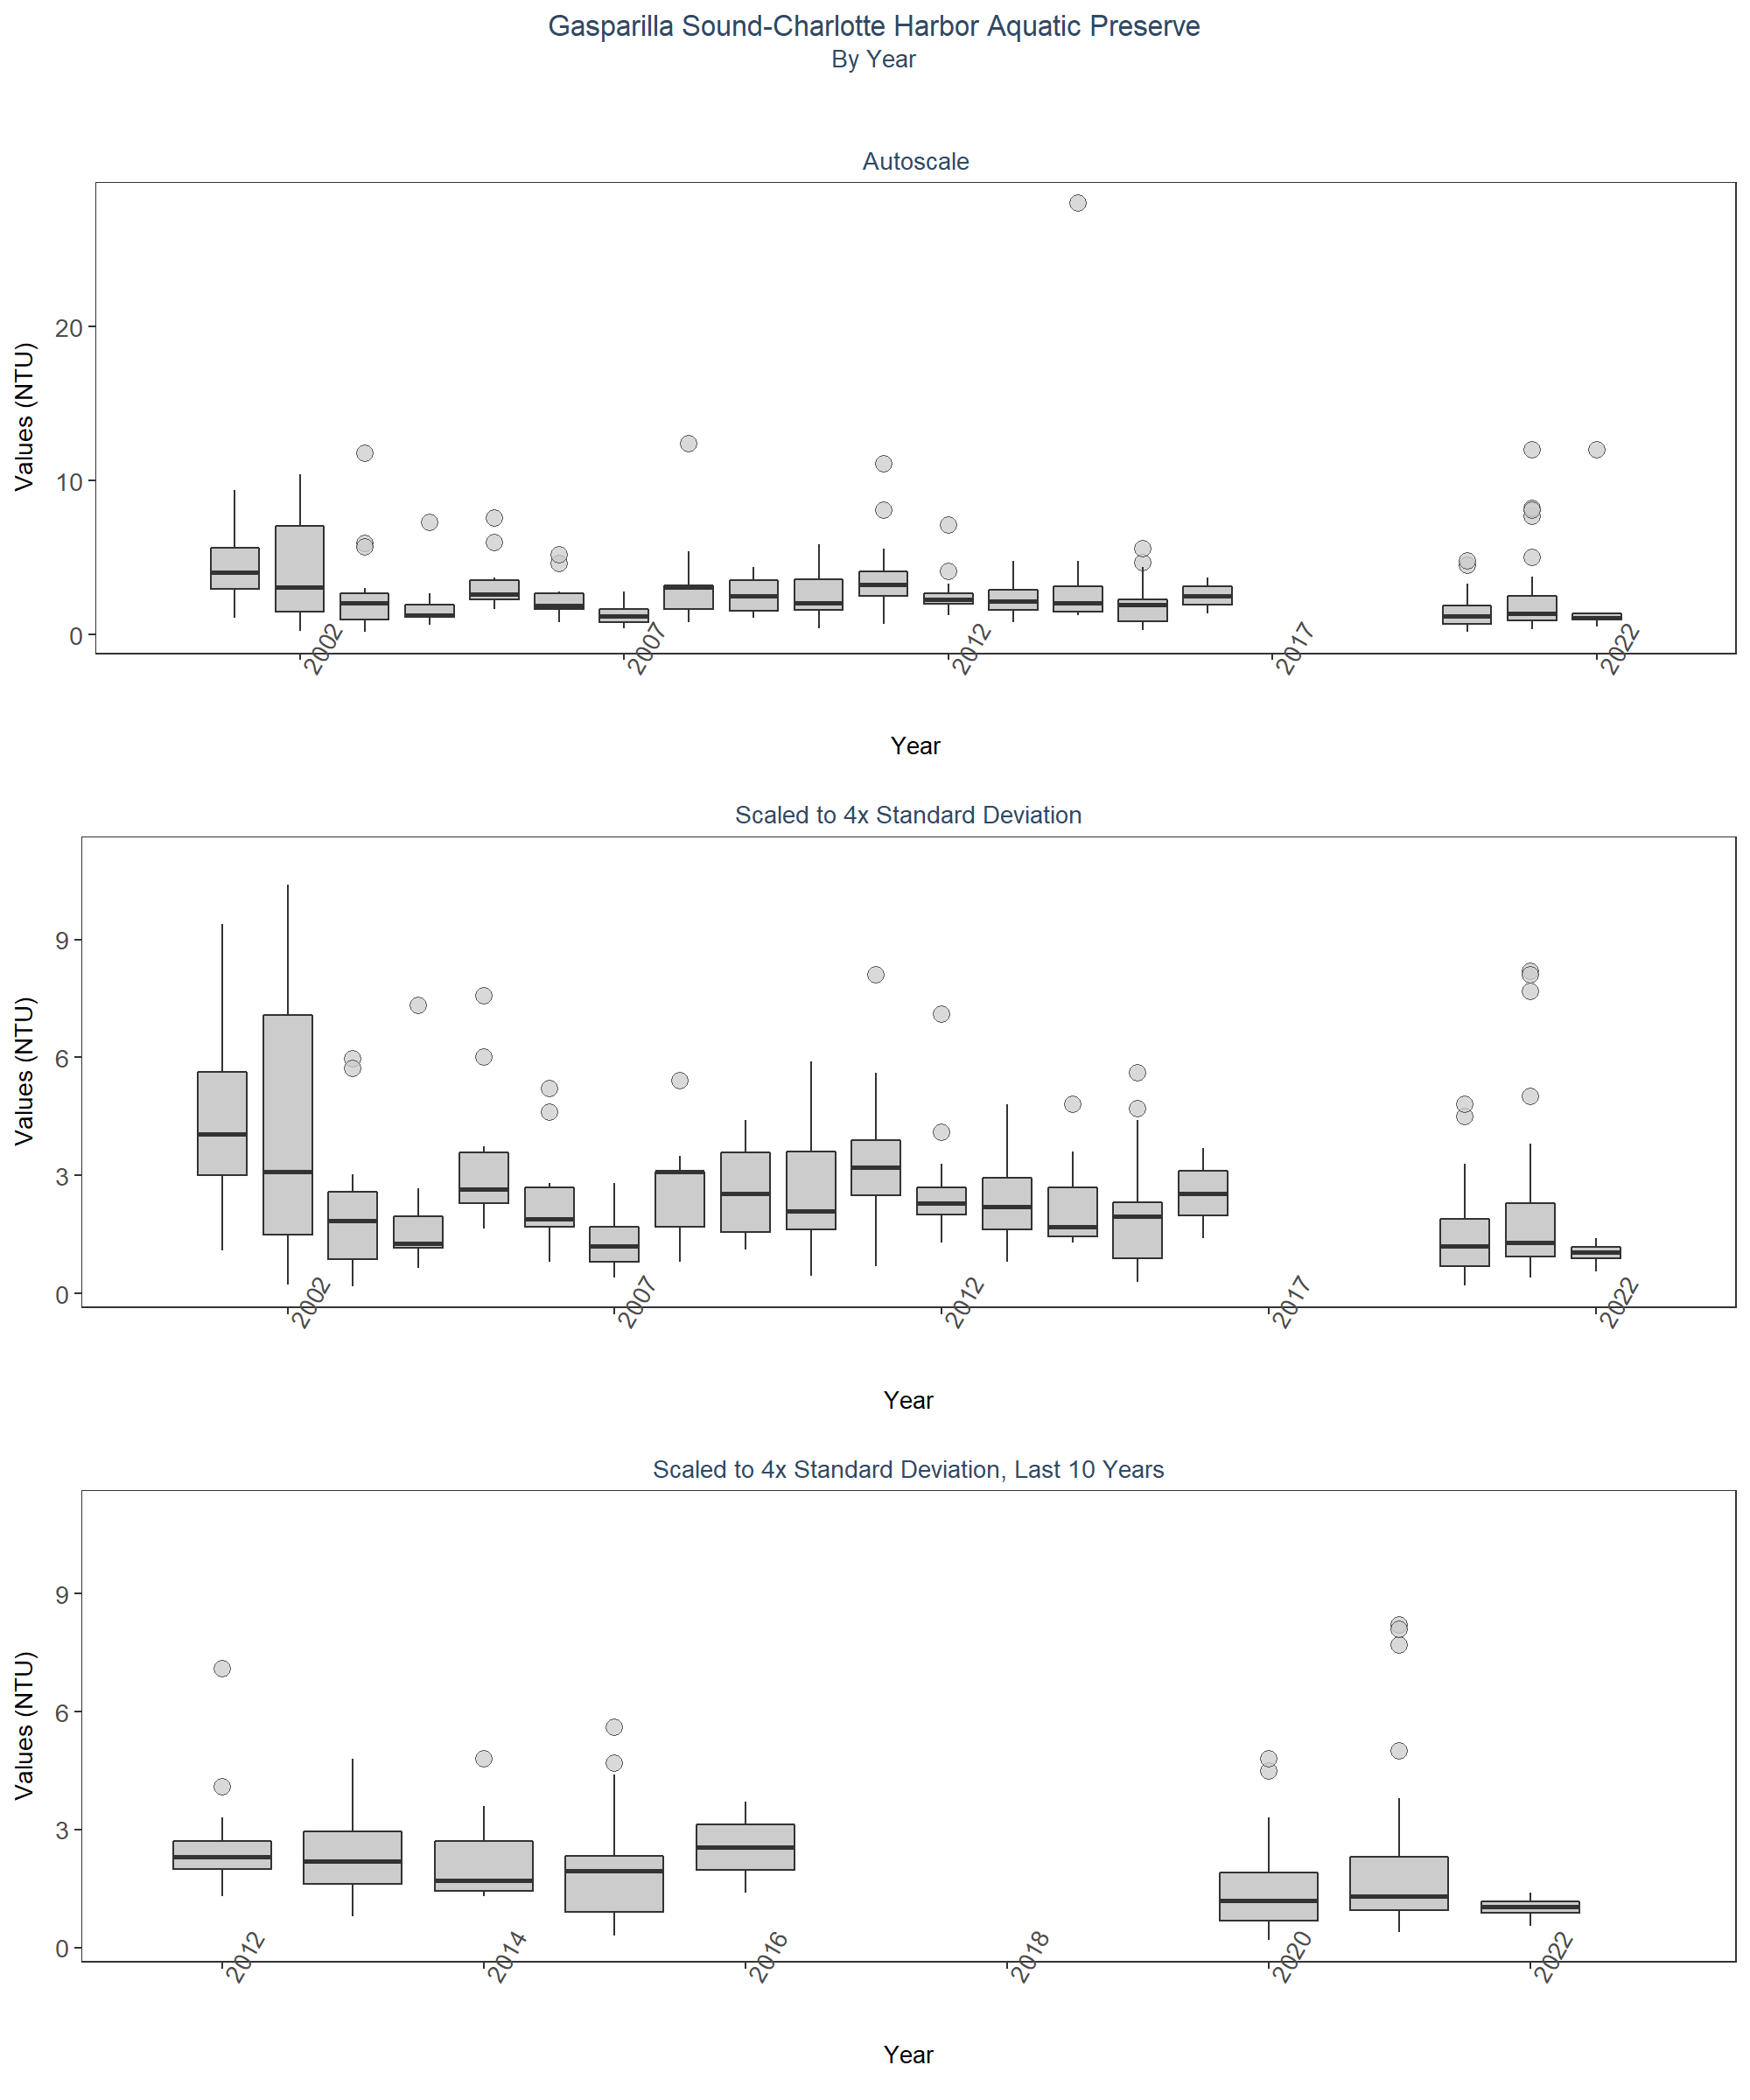 Gasparilla Sound-Charlotte Harbor Aquatic Preserve
By Year
Autoscale
Values (NTU)
20
10
0
2002
2007
2012
2017
2022
Year
Scaled to 4x Standard Deviation
Values (NTU)
9
6
3
0
2002
2007
2012
2017
2022
Year
Scaled to 4x Standard Deviation, Last 10 Years
Values (NTU)
9
6
3
0
2012
2014
2016
2018
2020
2022
Year